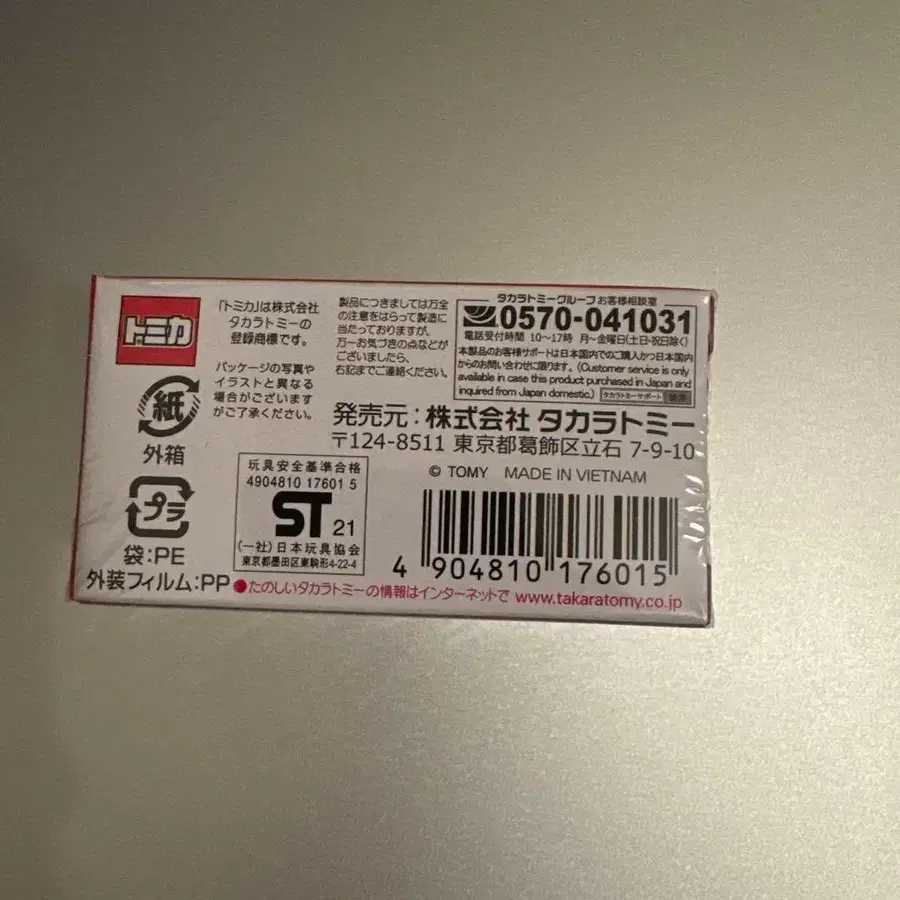 トミカ
「トミカ」は株式会社
タカラトミーの
登録商標です。
パッケージの写真や
イラストと異なる
場合がございます
がご了承ください。
製品につきましては万全
の注意をはらって製造に
当たっておりますが、
万一お気づきの点などが
ございましたら、
右記までご連絡ください。
タカラトミーグループお客様相談室
0570-041031
電話受付時間 10〜17時 月〜金曜日(土日・祝日除く)
本製品のお客様サポートは日本国内でのご購入かつ日本国内
からのお問い合わせに限ります。(Customer service is only
available in case this product purchased in Japan and
inquired from Japan domestic.)
タカラトミーサポート 検索
発売元:株式会社 タカラトミー
〒124-8511 東京都葛飾区立石 7-9-10
© TOMY MADE IN VIETNAM
紙
外箱
プラ
袋:PE
外装フィルム:PP
玩具安全基準合格
4904810 17601 5
ST 21
(一社)日本玩具協会
東京都墨田区東駒形4-22-4
4 904810 176015
●たのしいタカラトミーの情報はインターネットで www.takaratomy.co.jp